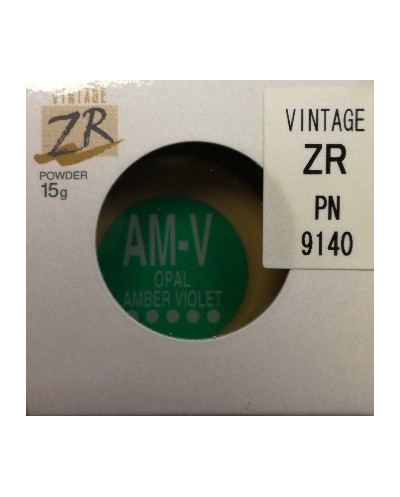 VINTAGE
ZR
POWDER
15g
VINTAGE
ZR
PN
9140
AM-V
OPAL
AMBER VIOLET